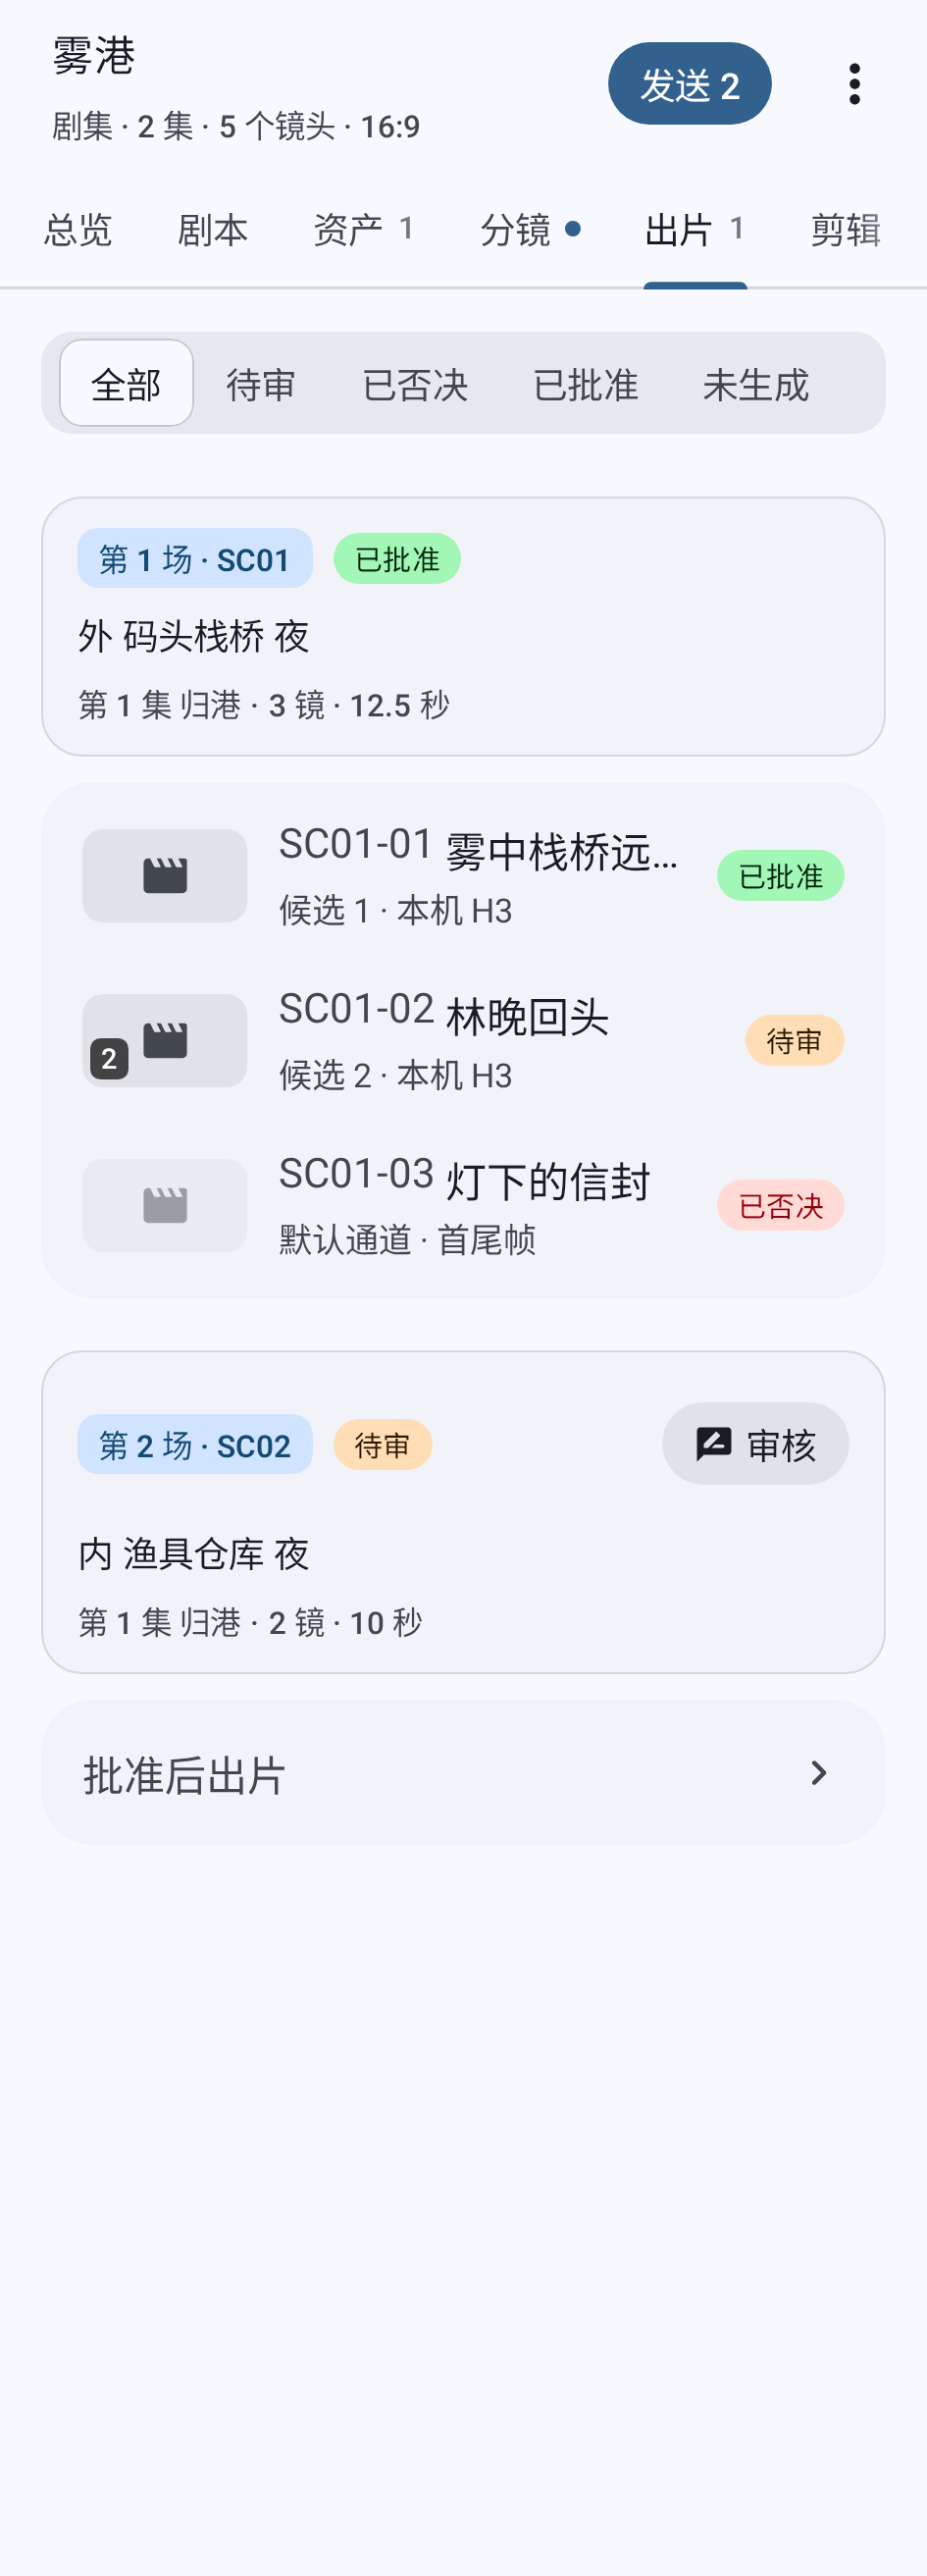 雾港
发送 2
剧集 · 2 集 · 5 个镜头 · 16:9
总览 剧本 资产 1 分镜 出片 1 剪辑
全部 待审 已否决 已批准 未生成
第 1 场 · SC01 已批准
外 码头栈桥 夜
第 1 集 归港 · 3 镜 · 12.5 秒
SC01-01 雾中栈桥远… 已批准
候选 1 · 本机 H3
SC01-02 林晚回头 待审
2
候选 2 · 本机 H3
SC01-03 灯下的信封 已否决
默认通道 · 首尾帧
第 2 场 · SC02 待审 审核
内 渔具仓库 夜
第 1 集 归港 · 2 镜 · 10 秒
批准后出片